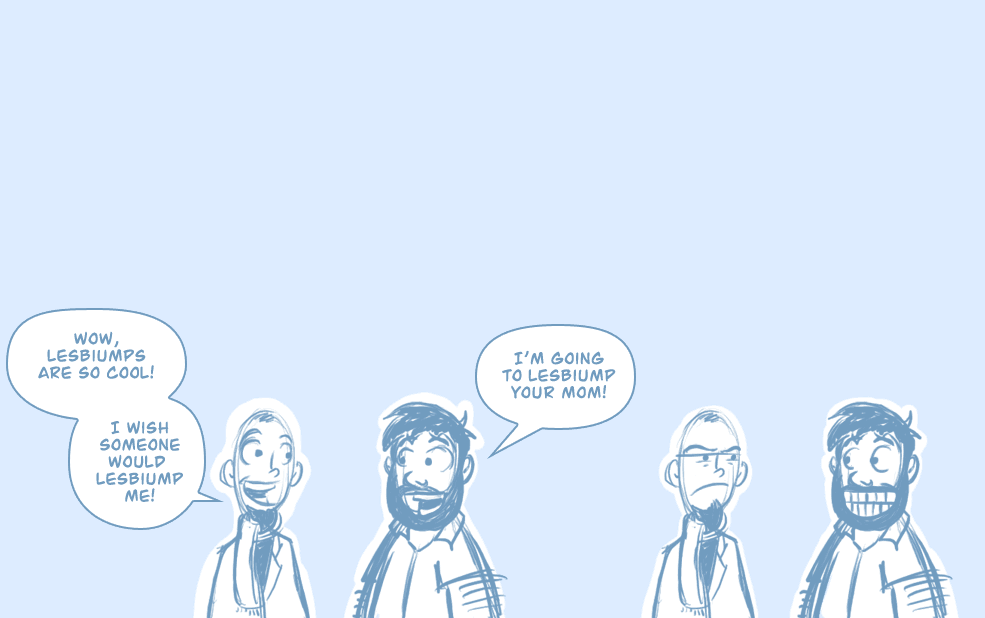 WOW,
LESBIUMPS
ARE SO COOL!
I WISH
SOMEONE
WOULD
LESBIUMP
ME!
I'M GOING
TO LESBIUMP
YOUR MOM!